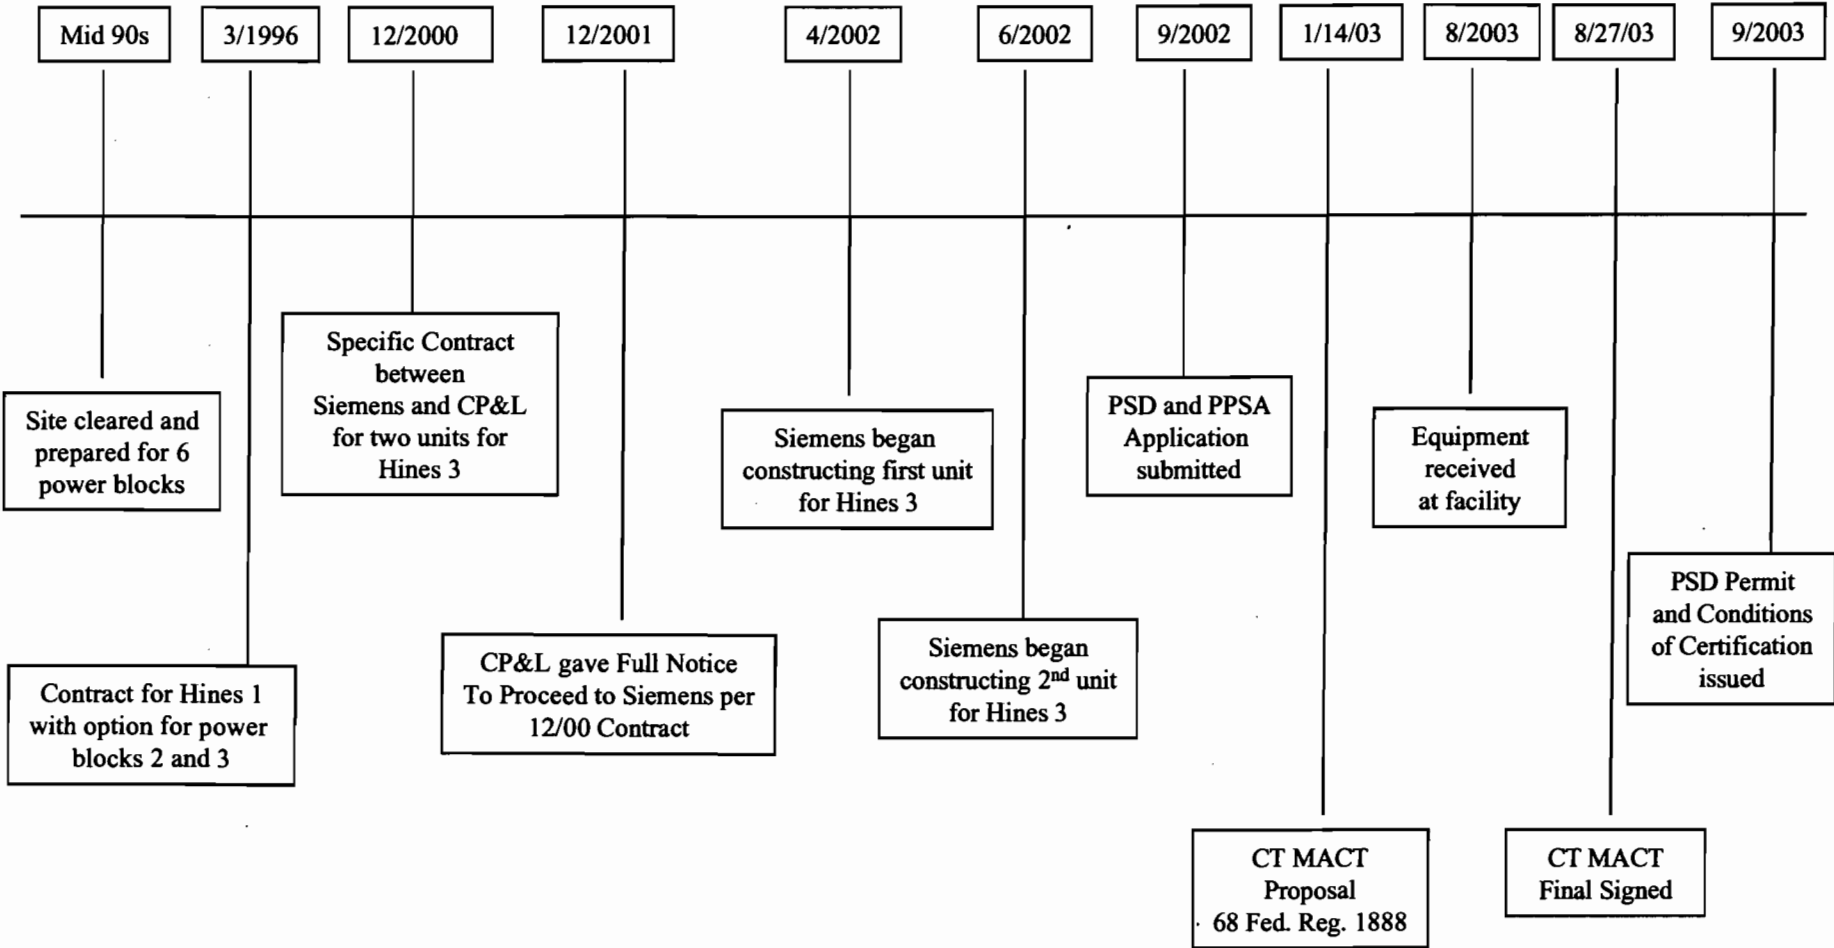 Mid 90s
3/1996
12/2000
12/2001
4/2002
6/2002
9/2002
1/14/03
8/2003
8/27/03
9/2003
Site cleared and
prepared for 6
power blocks
Contract for Hines 1
with option for power
blocks 2 and 3
Specific Contract
between
Siemens and CP&L
for two units for
Hines 3
CP&L gave Full Notice
To Proceed to Siemens per
12/00 Contract
Siemens began
constructing first unit
for Hines 3
Siemens began
constructing 2nd unit
for Hines 3
PSD and PPSA
Application
submitted
CT MACT
Proposal
68 Fed. Reg. 1888
Equipment
received
at facility
CT MACT
Final Signed
PSD Permit
and Conditions
of Certification
issued